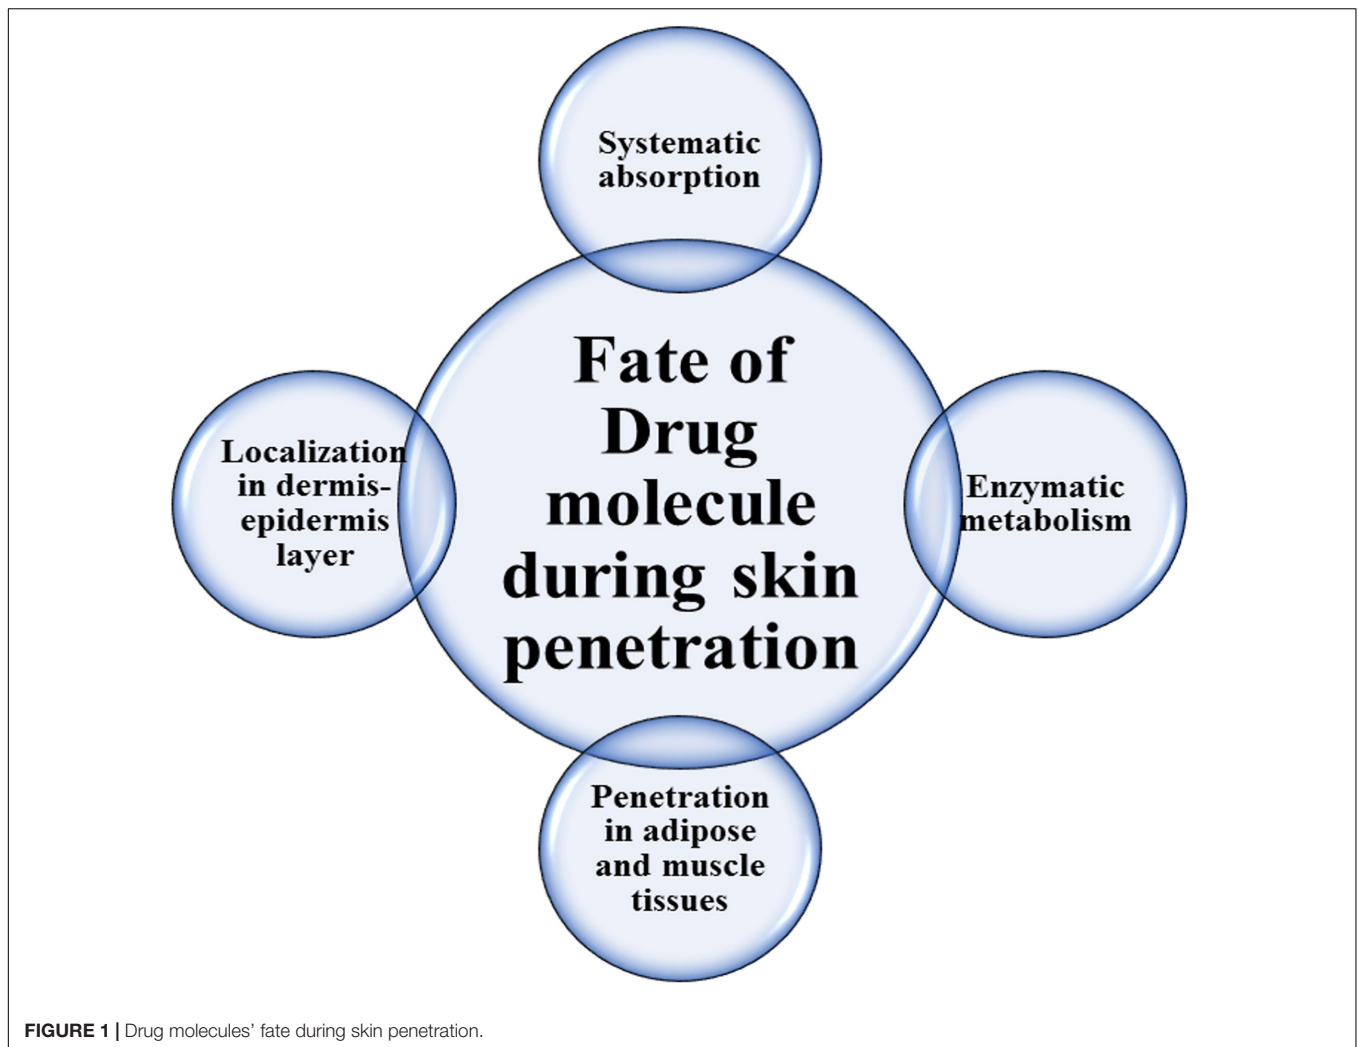 Systematic
absorption
Fate of
Drug
molecule
during skin
penetration
Localization
in dermis-
epidermis
layer
Enzymatic
metabolism
Penetration
in adipose
and muscle
tissues
FIGURE 1 | Drug molecules’ fate during skin penetration.